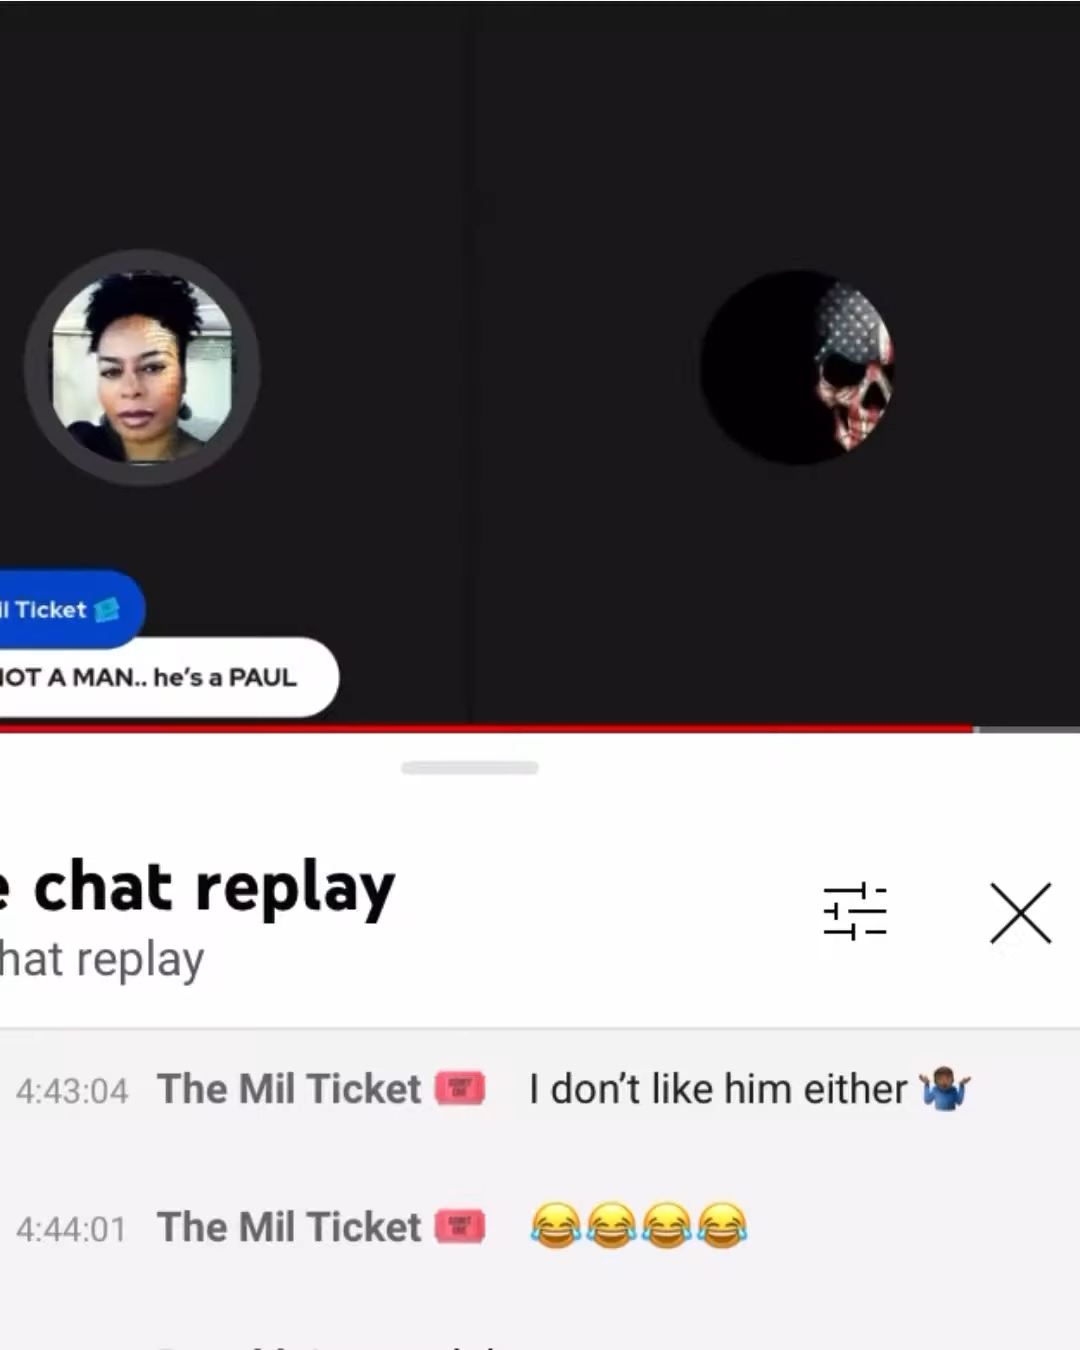 il Ticket 🎫
NOT A MAN.. he's a PAUL
e chat replay
hat replay
4:43:04 The Mil Ticket 🎟 I don't like him either 🤷🏾‍♂️
4:44:01 The Mil Ticket 🎟 😂😂😂😂